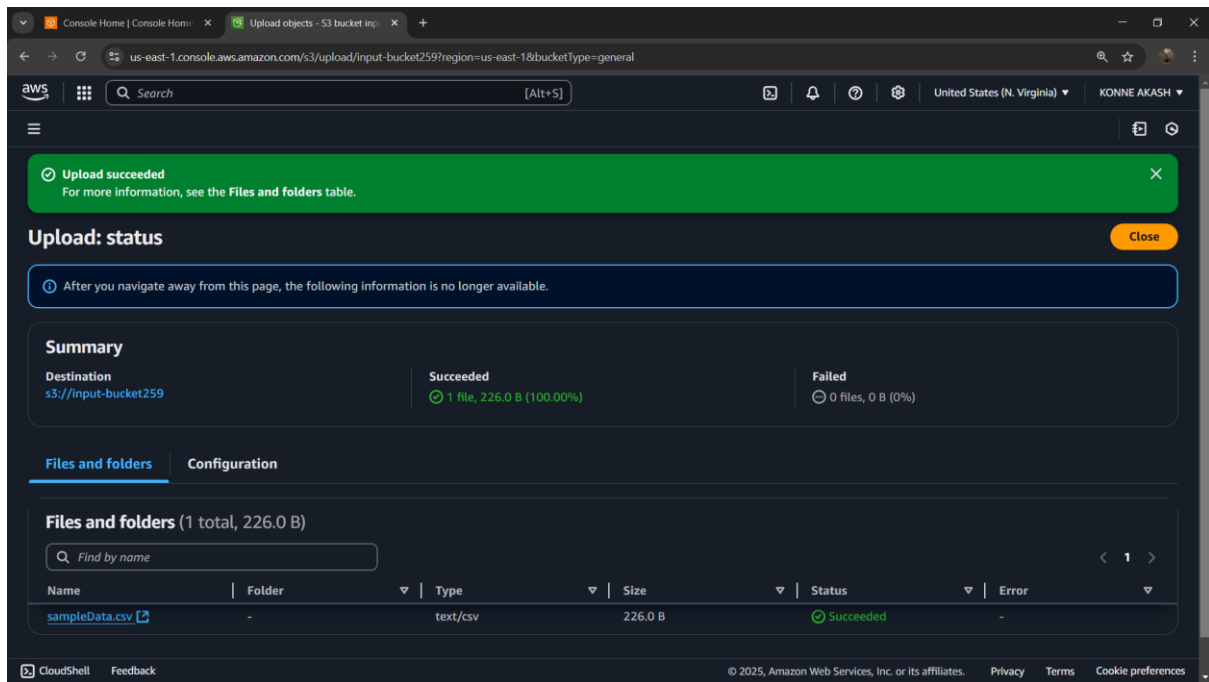 Console Home | Console Home
Upload objects - S3 bucket inp
us-east-1.console.aws.amazon.com/s3/upload/input-bucket259?region=us-east-1&bucketType=general
aws
Search
[Alt+S]
United States (N. Virginia)
KONNE AKASH
Upload succeeded
For more information, see the Files and folders table.
Upload: status
Close
After you navigate away from this page, the following information is no longer available.
Summary
Destination
s3://input-bucket259
Succeeded
1 file, 226.0 B (100.00%)
Failed
0 files, 0 B (0%)
Files and folders
Configuration
Files and folders (1 total, 226.0 B)
Find by name
1
Name Folder Type Size Status Error
sampleData.csv - text/csv 226.0 B Succeeded -
CloudShell Feedback © 2025, Amazon Web Services, Inc. or its affiliates. Privacy Terms Cookie preferences